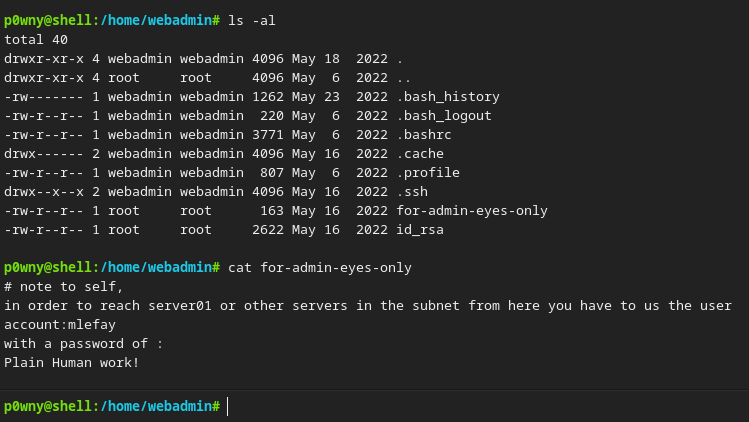 p0wny@shell:/home/webadmin# ls -al
total 40
drwxr-xr-x 4 webadmin webadmin 4096 May 18  2022 .
drwxr-xr-x 4 root     root     4096 May  6  2022 ..
-rw------- 1 webadmin webadmin 1262 May 23  2022 .bash_history
-rw-r--r-- 1 webadmin webadmin  220 May  6  2022 .bash_logout
-rw-r--r-- 1 webadmin webadmin 3771 May  6  2022 .bashrc
drwx------ 2 webadmin webadmin 4096 May 16  2022 .cache
-rw-r--r-- 1 webadmin webadmin  807 May  6  2022 .profile
drwx--x--x 2 webadmin webadmin 4096 May 16  2022 .ssh
-rw-r--r-- 1 root     root      163 May 16  2022 for-admin-eyes-only
-rw-r--r-- 1 root     root     2622 May 16  2022 id_rsa
p0wny@shell:/home/webadmin# cat for-admin-eyes-only
# note to self,
in order to reach server01 or other servers in the subnet from here you have to us the user
account:mlefay
with a password of :
Plain Human work!
p0wny@shell:/home/webadmin#